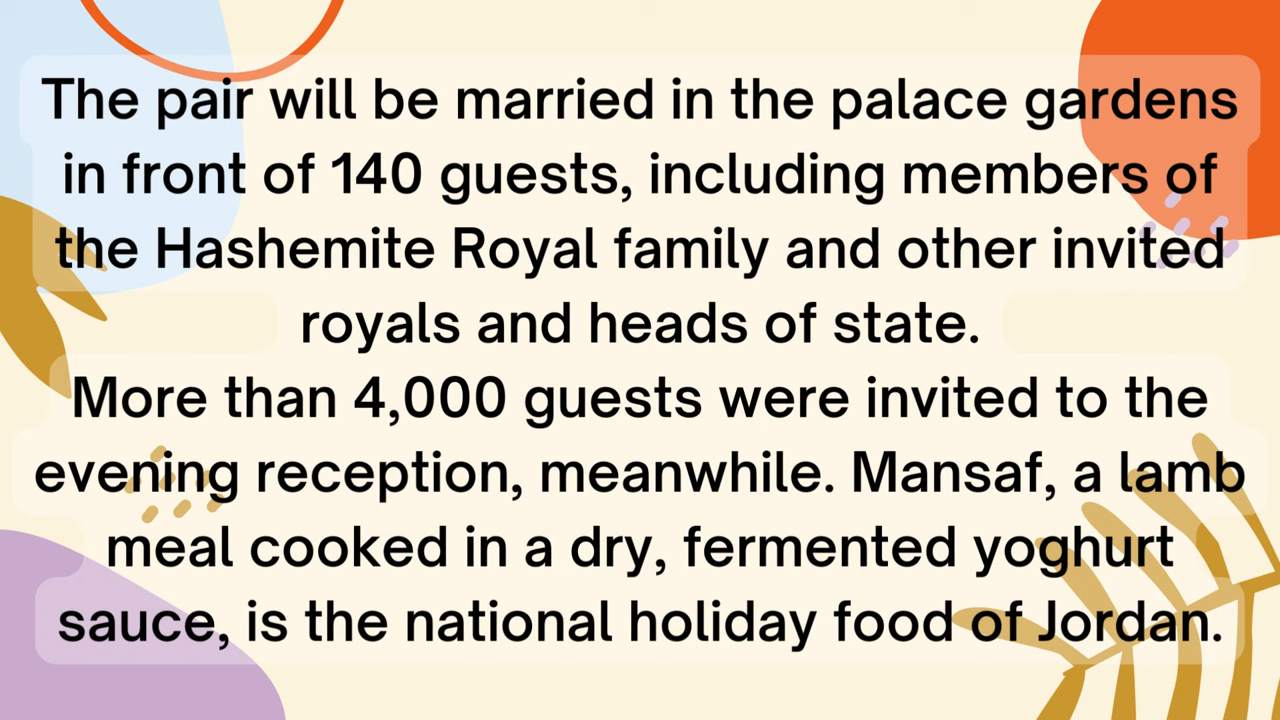 The pair will be married in the palace gardens
in front of 140 guests, including members of
the Hashemite Royal family and other invited
royals and heads of state.
More than 4,000 guests were invited to the
evening reception, meanwhile. Mansaf, a lamb
meal cooked in a dry, fermented yoghurt
sauce, is the national holiday food of Jordan.